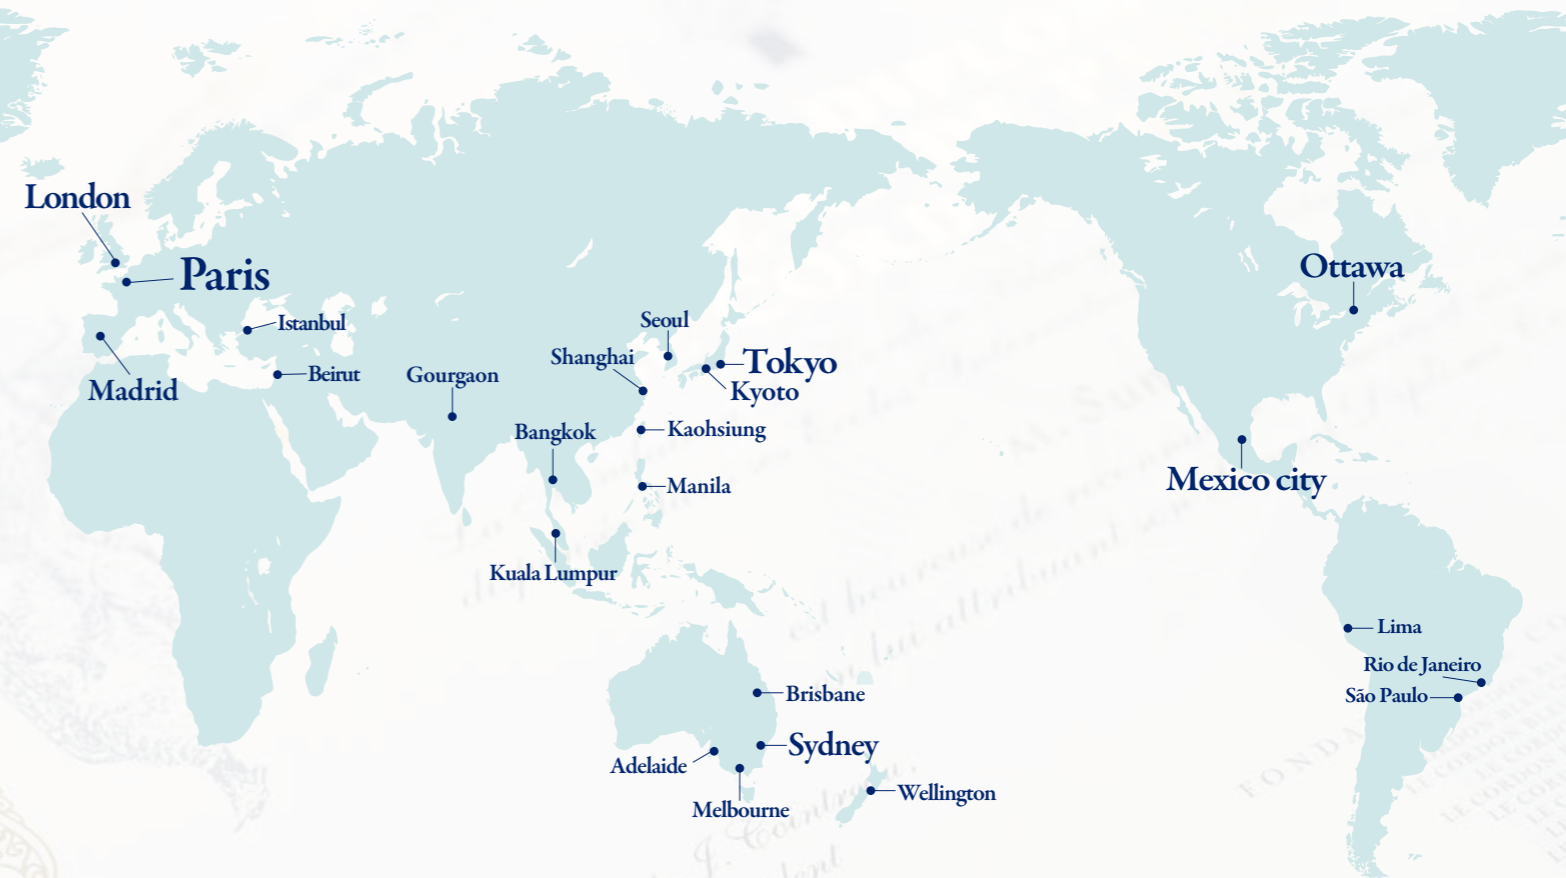 London
Paris
Istanbul
Madrid
Beirut
Gourgaon
Seoul
Shanghai
Tokyo
Kyoto
Bangkok
Kaohsiung
Manila
Kuala Lumpur
Ottawa
Mexico city
Lima
Rio de Janeiro
São Paulo
Brisbane
Sydney
Adelaide
Melbourne
Wellington